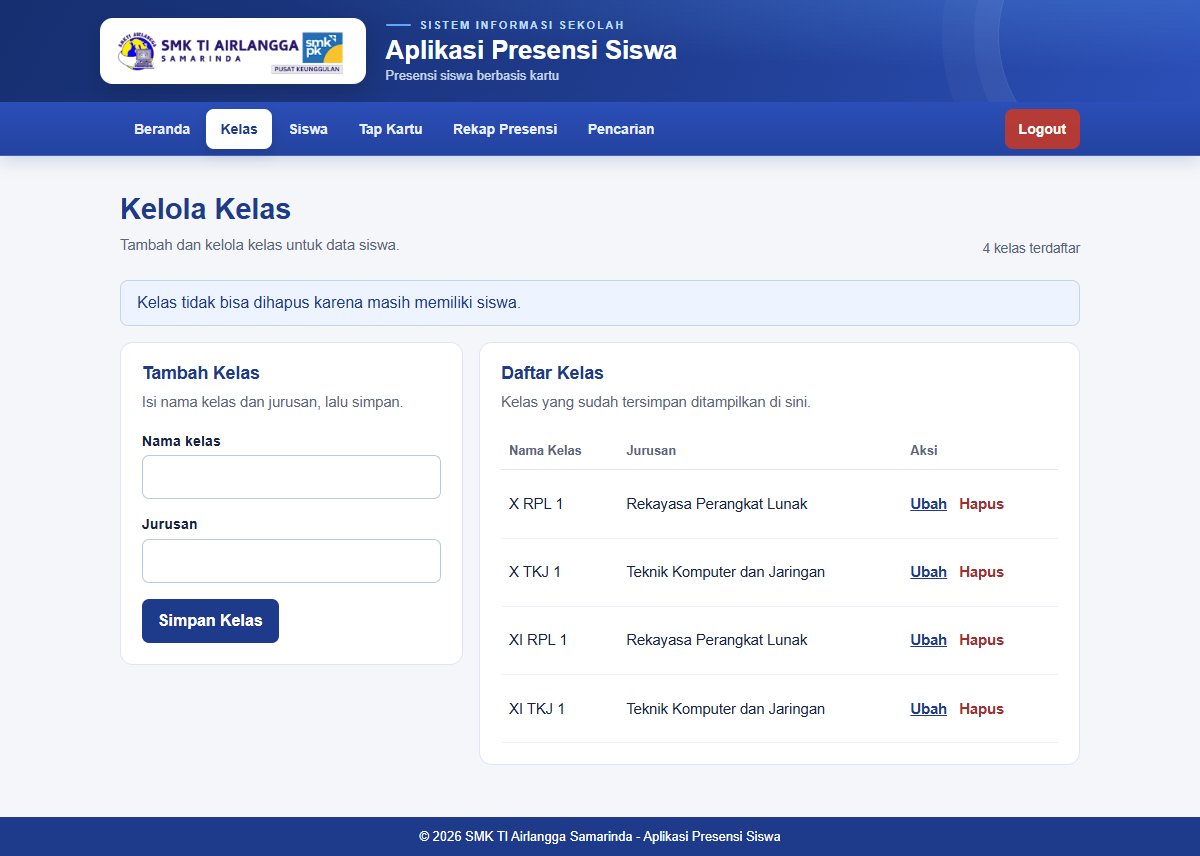 SMKTI AIRLANGGA
SMK TI AIRLANGGA
SAMARINDA
smk
pk
PUSAT KEUNGGULAN
SISTEM INFORMASI SEKOLAH
Aplikasi Presensi Siswa
Presensi siswa berbasis kartu
Beranda Kelas Siswa Tap Kartu Rekap Presensi Pencarian Logout
Kelola Kelas
Tambah dan kelola kelas untuk data siswa.
4 kelas terdaftar
Kelas tidak bisa dihapus karena masih memiliki siswa.
Tambah Kelas
Isi nama kelas dan jurusan, lalu simpan.
Nama kelas
Jurusan
Simpan Kelas
Daftar Kelas
Kelas yang sudah tersimpan ditampilkan di sini.
Nama Kelas Jurusan Aksi
X RPL 1 Rekayasa Perangkat Lunak Ubah Hapus
X TKJ 1 Teknik Komputer dan Jaringan Ubah Hapus
XI RPL 1 Rekayasa Perangkat Lunak Ubah Hapus
XI TKJ 1 Teknik Komputer dan Jaringan Ubah Hapus
© 2026 SMK TI Airlangga Samarinda - Aplikasi Presensi Siswa